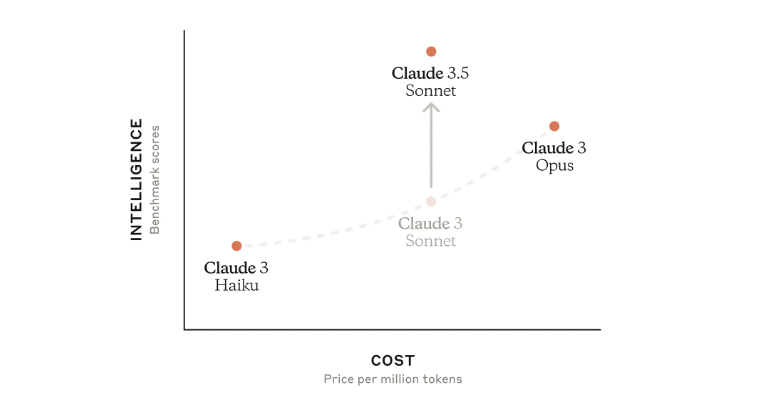 INTELLIGENCE
Benchmark scores
Claude 3.5
Sonnet
Claude 3
Opus
Claude 3
Sonnet
Claude 3
Haiku
COST
Price per million tokens